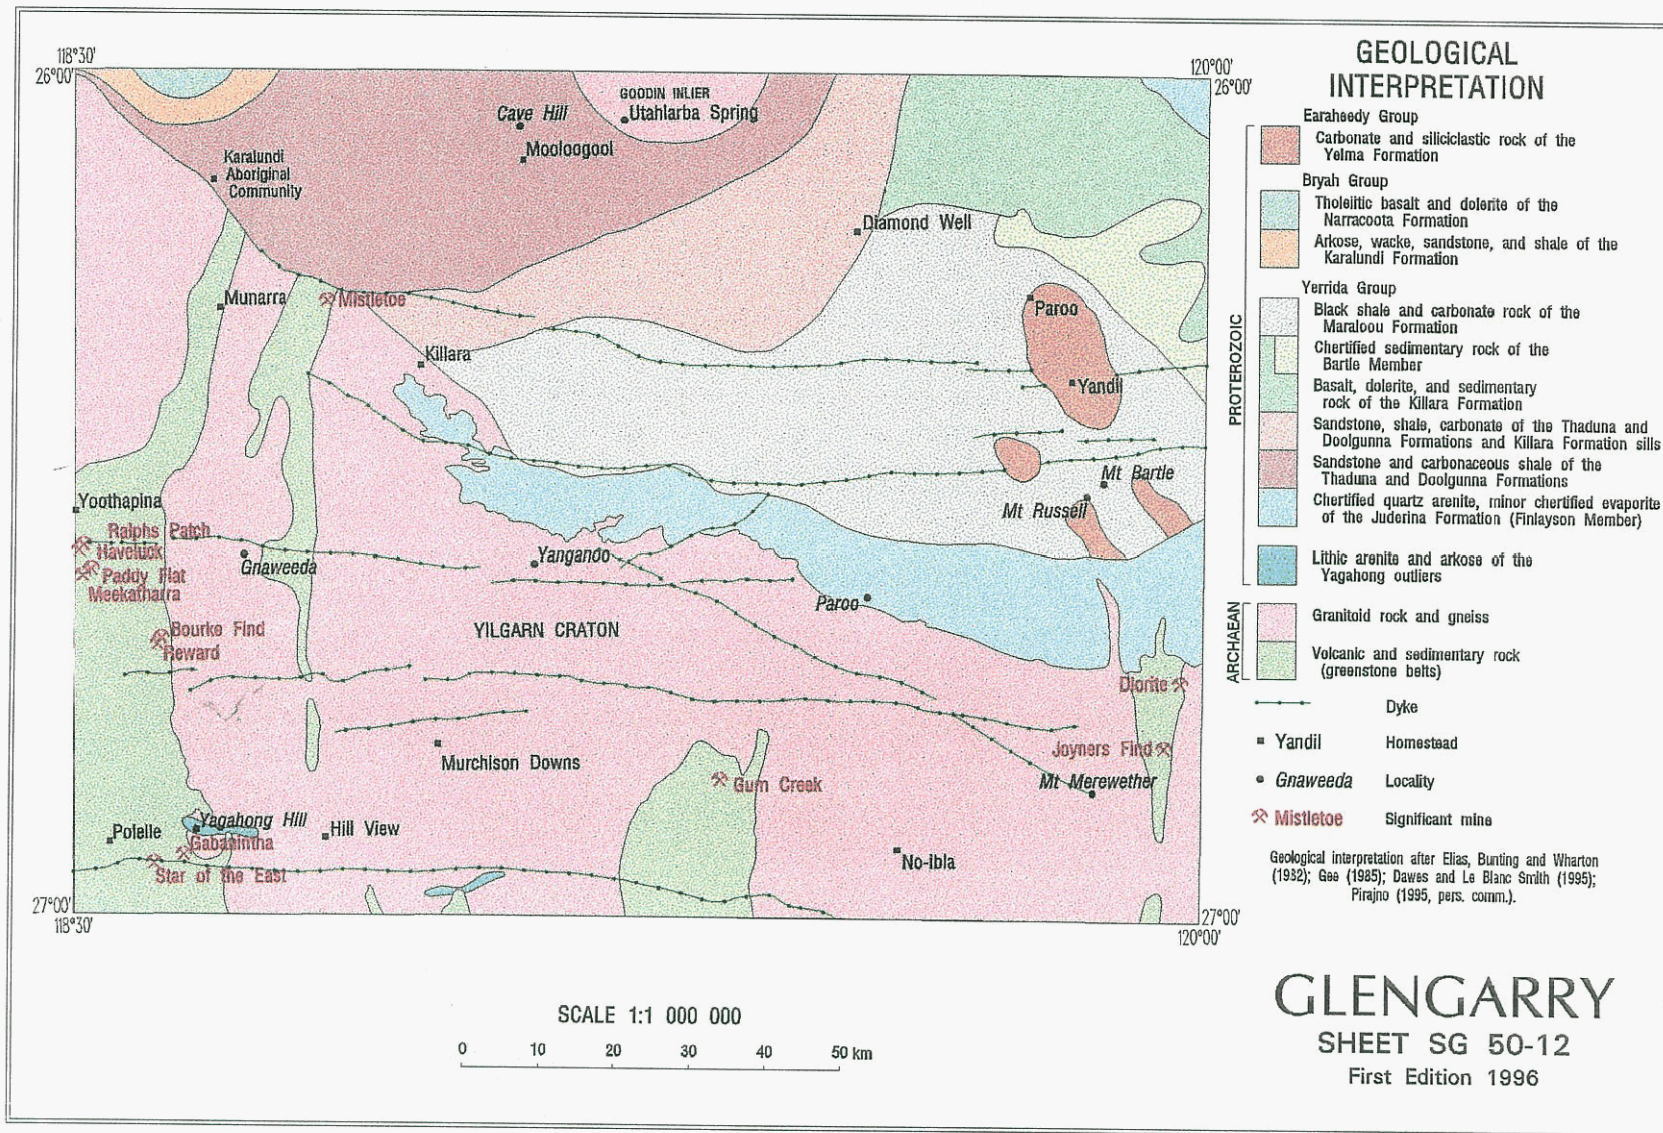 118°30'
26°00'
120°00'
26°00'
GOODIN INLIER
Utahlarba Spring
Cave Hill
Mooloogool
Karalundi
Aboriginal
Community
Diamond Well
Munarra
Mistletoe
Paroo
Killara
Yandil
Mt Bartle
Mt Russell
Yoothapina
Ralphs Patch
Haveluck
Gnaweeda
Paddy Flat
Meekatharra
Yanganoo
Paroo
YILGARN CRATON
Bourke Find
Reward
Diorite
Joyners Find
Murchison Downs
Gum Creek
Mt Merewether
Polelle
Yagahong Hill
Hill View
Gabanintha
Star of the East
No-ibla
27°00'
118°30'
27°00'
120°00'
SCALE 1:1 000 000
0 10 20 30 40 50 km
GEOLOGICAL
INTERPRETATION
Earaheedy Group
Carbonate and siliciclastic rock of the
Yelma Formation
Bryah Group
Tholeiitic basalt and dolerite of the
Narracoota Formation
Arkose, wacke, sandstone, and shale of the
Karalundi Formation
Yerrida Group
Black shale and carbonate rock of the
Maraloou Formation
Chertified sedimentary rock of the
Bartle Member
Basalt, dolerite, and sedimentary
rock of the Killara Formation
Sandstone, shale, carbonate of the Thaduna and
Doolgunna Formations and Killara Formation sills
Sandstone and carbonaceous shale of the
Thaduna and Doolgunna Formations
Chertified quartz arenite, minor chertified evaporite
of the Juderina Formation (Finlayson Member)
Lithic arenite and arkose of the
Yagahong outliers
PROTEROZOIC
Granitoid rock and gneiss
Volcanic and sedimentary rock
(greenstone belts)
ARCHAEAN
Dyke
Yandil Homestead
Gnaweeda Locality
Mistletoe Significant mine
Geological interpretation after Elias, Bunting and Wharton
(1982); Gee (1985); Dawes and Le Blanc Smith (1995);
Pirajno (1995, pers. comm.).
GLENGARRY
SHEET SG 50-12
First Edition 1996